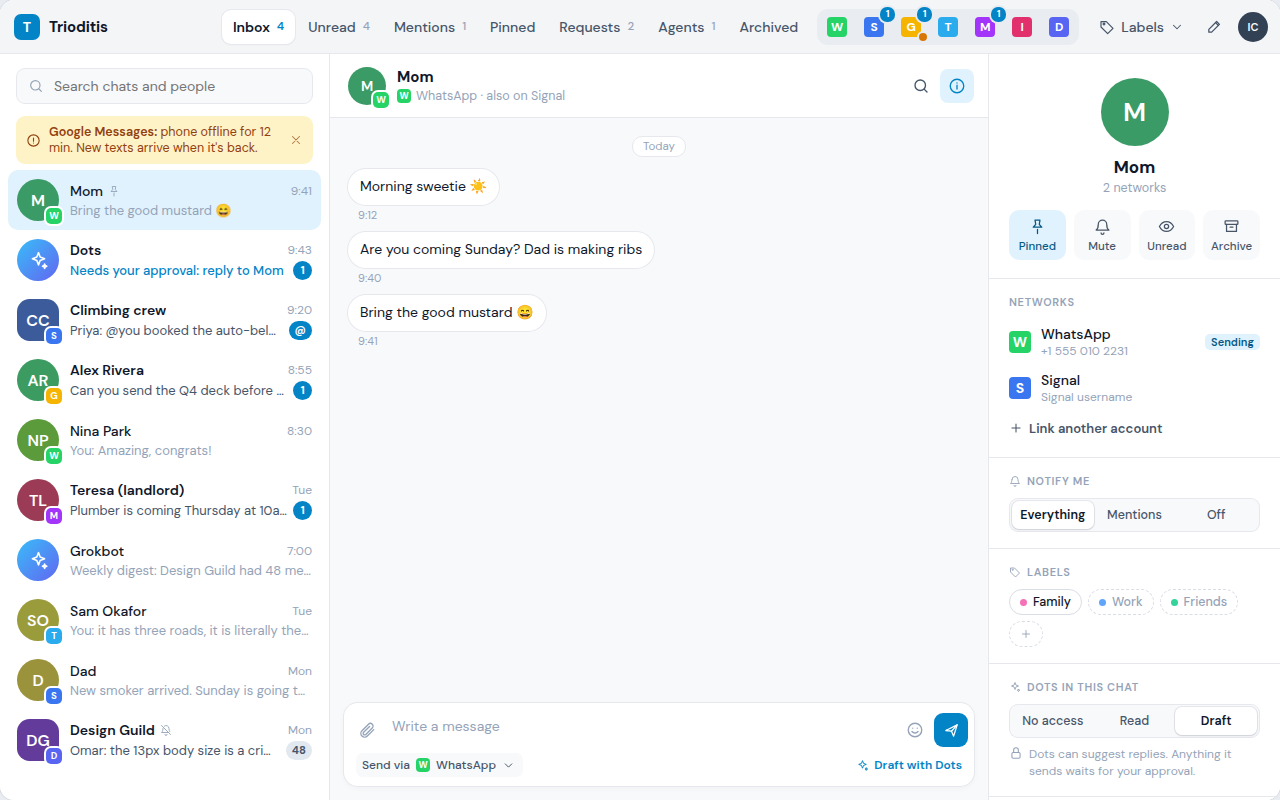 T Trioditis Inbox 4 Unread 4 Mentions 1 Pinned Requests 2 Agents 1 Archived W S 1 G 1 T M 1 I D Labels IC
Search chats and people
Google Messages: phone offline for 12
min. New texts arrive when it's back.
M W Mom 9:41
Bring the good mustard 😄
Dots 9:43
Needs your approval: reply to Mom 1
CC S Climbing crew 9:20
Priya: @you booked the auto-bel… @
AR G Alex Rivera 8:55
Can you send the Q4 deck before … 1
NP W Nina Park 8:30
You: Amazing, congrats!
TL M Teresa (landlord) Tue
Plumber is coming Thursday at 10a… 1
Grokbot 7:00
Weekly digest: Design Guild had 48 me…
SO T Sam Okafor Tue
You: it has three roads, it is literally the…
D S Dad Mon
New smoker arrived. Sunday is going t…
DG D Design Guild Mon
Omar: the 13px body size is a cri… 48
M W Mom
W WhatsApp · also on Signal
Today
Morning sweetie ☀️
9:12
Are you coming Sunday? Dad is making ribs
9:40
Bring the good mustard 😄
9:41
Write a message
Send via W WhatsApp Draft with Dots
M
Mom
2 networks
Pinned Mute Unread Archive
NETWORKS
W WhatsApp Sending
+1 555 010 2231
S Signal
Signal username
+ Link another account
NOTIFY ME
Everything Mentions Off
LABELS
Family Work Friends
+
DOTS IN THIS CHAT
No access Read Draft
Dots can suggest replies. Anything it
sends waits for your approval.